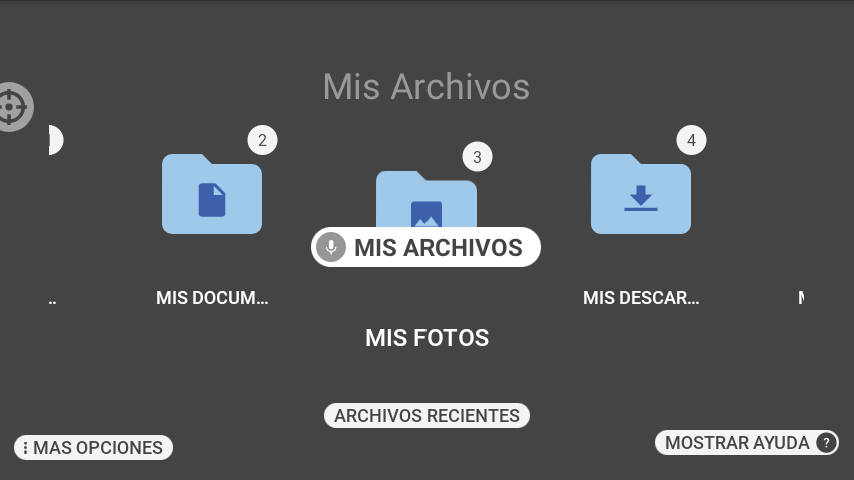 Mis Archivos
2
3
4
MIS ARCHIVOS
..
MIS DOCUM...
MIS DESCAR...
MIS FOTOS
ARCHIVOS RECIENTES
MAS OPCIONES
MOSTRAR AYUDA ?